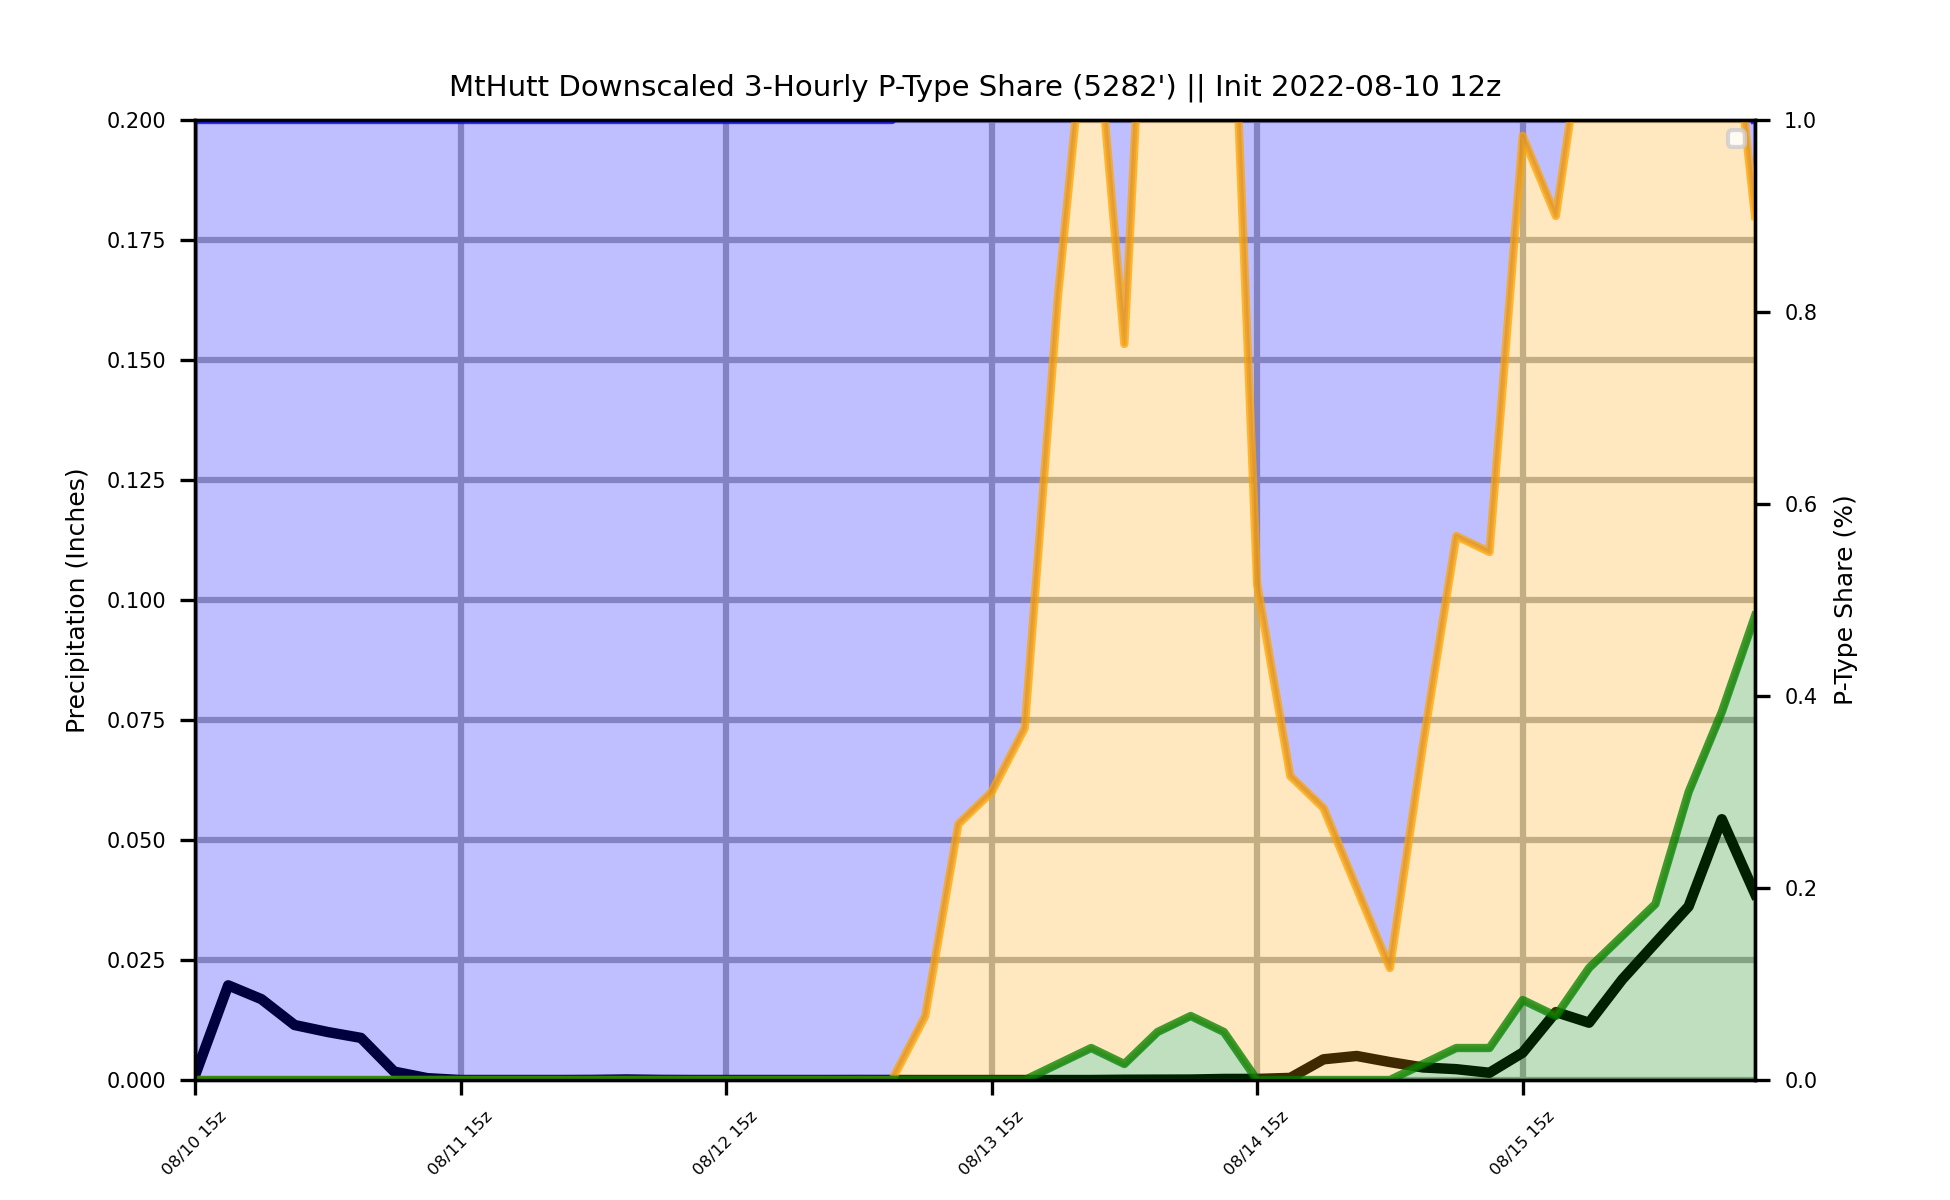 MtHutt Downscaled 3-Hourly P-Type Share (5282') || Init 2022-08-10 12z
0.200
0.175
0.150
0.125
0.100
0.075
0.050
0.025
0.000
Precipitation (Inches)
1.0
0.8
0.6
0.4
0.2
0.0
P-Type Share (%)
08/10 15z
08/11 15z
08/12 15z
08/13 15z
08/14 15z
08/15 15z